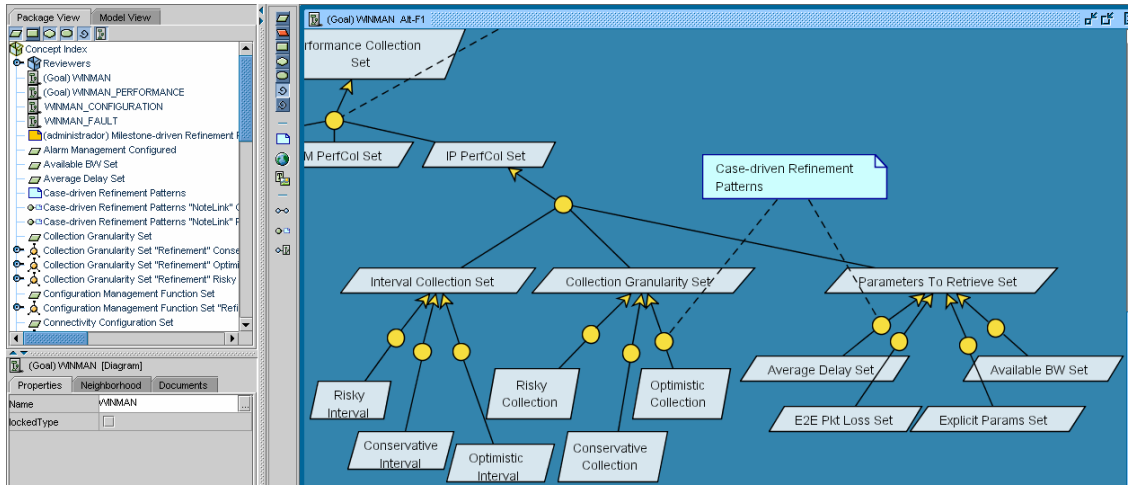 Package View
Model View
Concept Index
Reviewers
(Goal) WINMAN
(Goal) WINMAN_PERFORMANCE
WINMAN_CONFIGURATION
WINMAN_FAULT
(administrador) Milestone-driven Refinement
Alarm Management Configured
Available BW Set
Average Delay Set
Case-driven Refinement Patterns
Case-driven Refinement Patterns "NoteLink"
Case-driven Refinement Patterns "NoteLink"
Collection Granularity Set
Collection Granularity Set "Refinement" Conse
Collection Granularity Set "Refinement" Optimi
Collection Granularity Set "Refinement" Risky
Configuration Management Function Set
Configuration Management Function Set "Refi
Connectivity Configuration Set
(Goal) WINMAN [Diagram]
Properties
Neighborhood
Documents
Name
WINMAN
...
lockedType
(Goal) WINMAN Alt-F1
rformance Collection
Set
M PerfCol Set
IP PerfCol Set
Case-driven Refinement
Patterns
Interval Collection Set
Collection Granularity Set
Parameters To Retrieve Set
Risky
Interval
Conservative
Interval
Optimistic
Interval
Risky
Collection
Conservative
Collection
Optimistic
Collection
Average Delay Set
Available BW Set
E2E Pkt Loss Set
Explicit Params Set